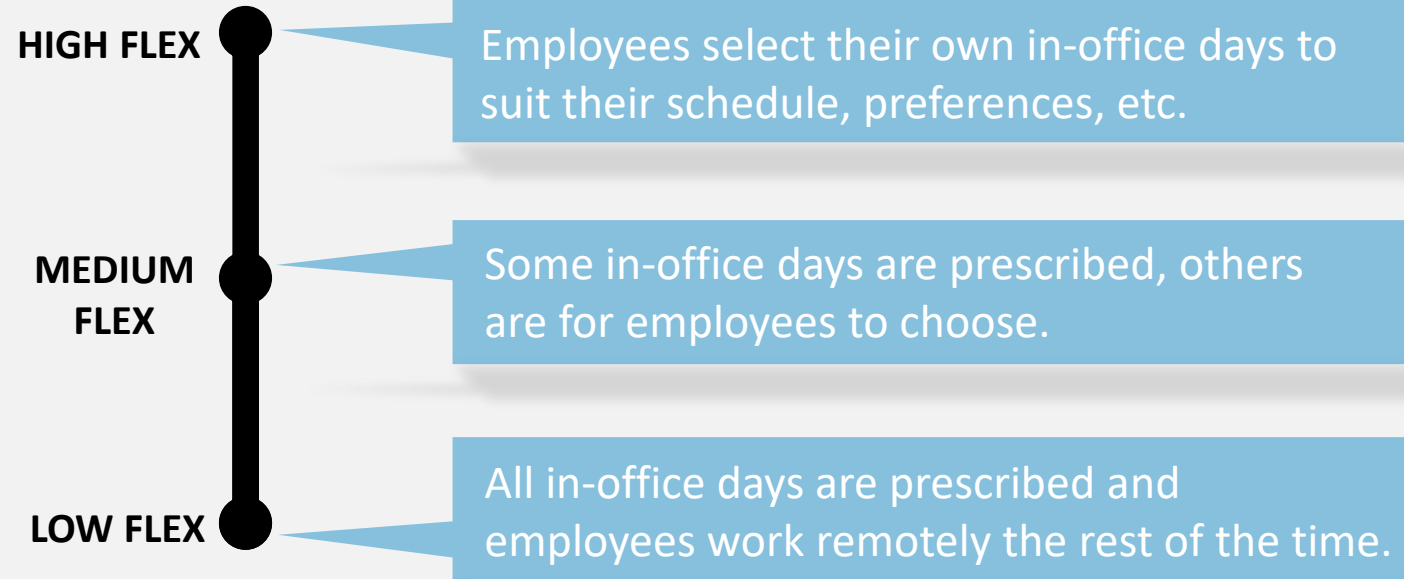 HIGH FLEX
Employees select their own in-office days to
suit their schedule, preferences, etc.
MEDIUM
FLEX
Some in-office days are prescribed, others
are for employees to choose.
LOW FLEX
All in-office days are prescribed and
employees work remotely the rest of the time.